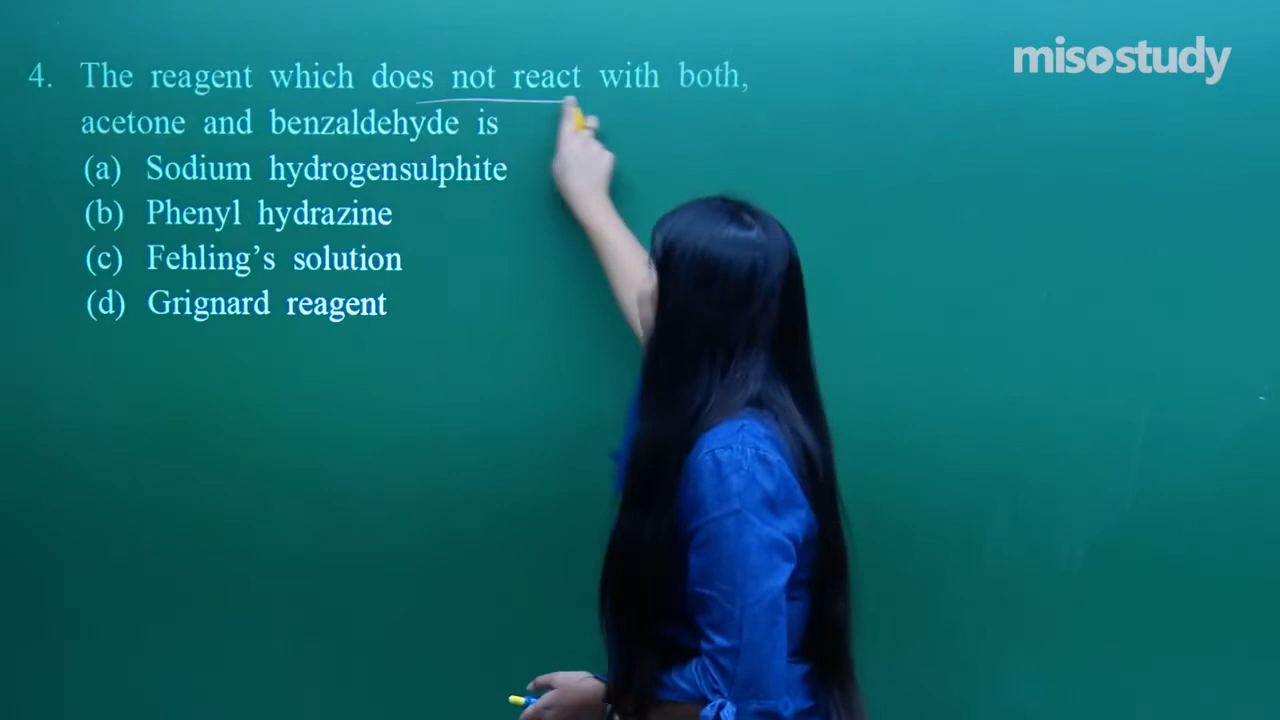 misostudy
4. The reagent which does not react with both,
acetone and benzaldehyde is
(a) Sodium hydrogensulphite
(b) Phenyl hydrazine
(c) Fehling's solution
(d) Grignard reagent